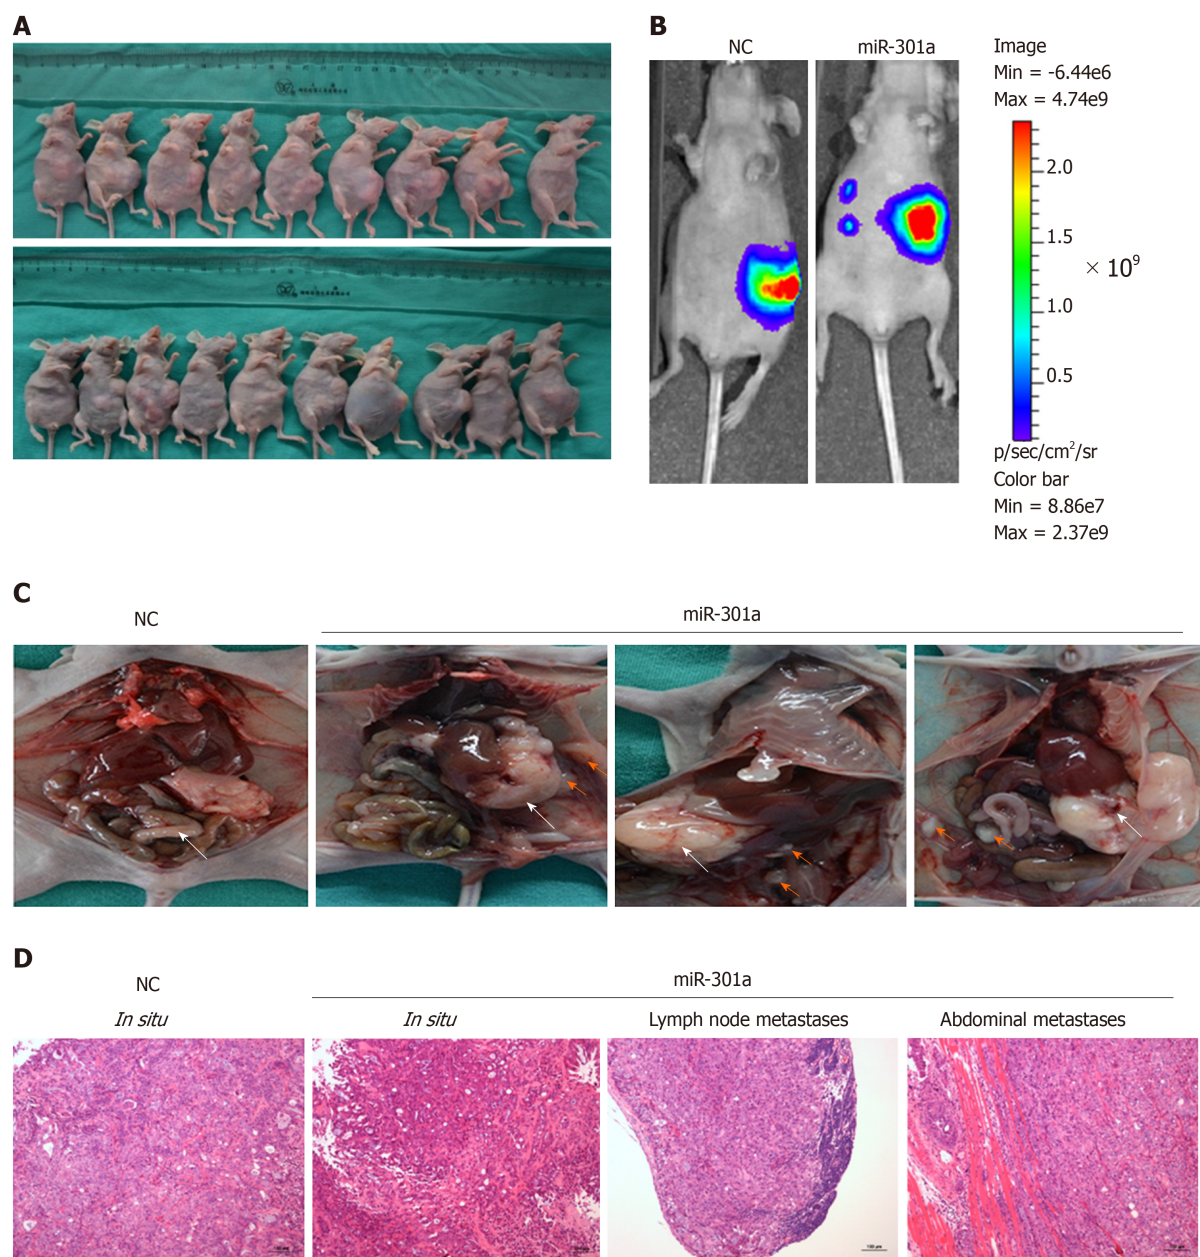 A
B
NC
miR-301a
Image
Min = -6.44e6
Max = 4.74e9
2.0
1.5
× 10⁹
1.0
0.5
p/sec/cm²/sr
Color bar
Min = 8.86e7
Max = 2.37e9
C
NC
miR-301a
D
NC
miR-301a
In situ
In situ
Lymph node metastases
Abdominal metastases